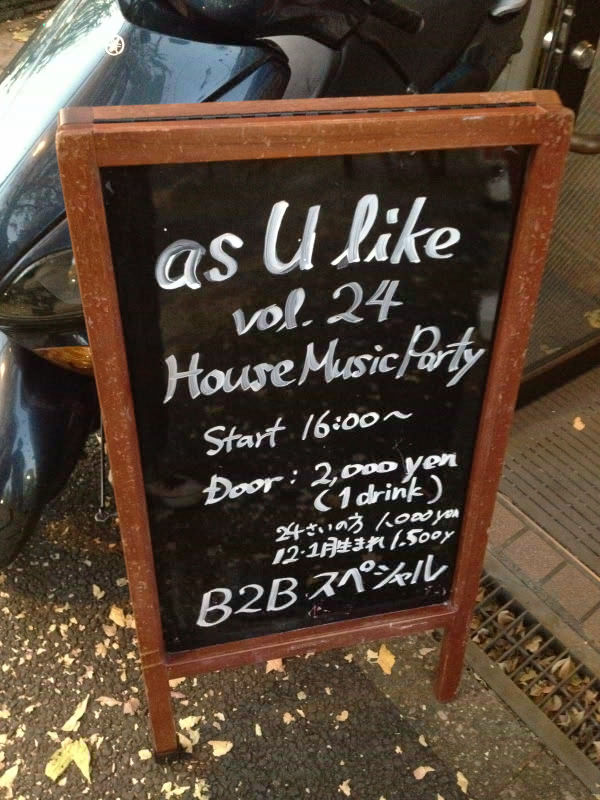 as U like
vol. 24
House Music Party
Start 16:00~
Door: 2,000 yen
(1 drink)
24さいの方 1.000 yen
12・1月生まれ 1.500y
B2B スペシャル